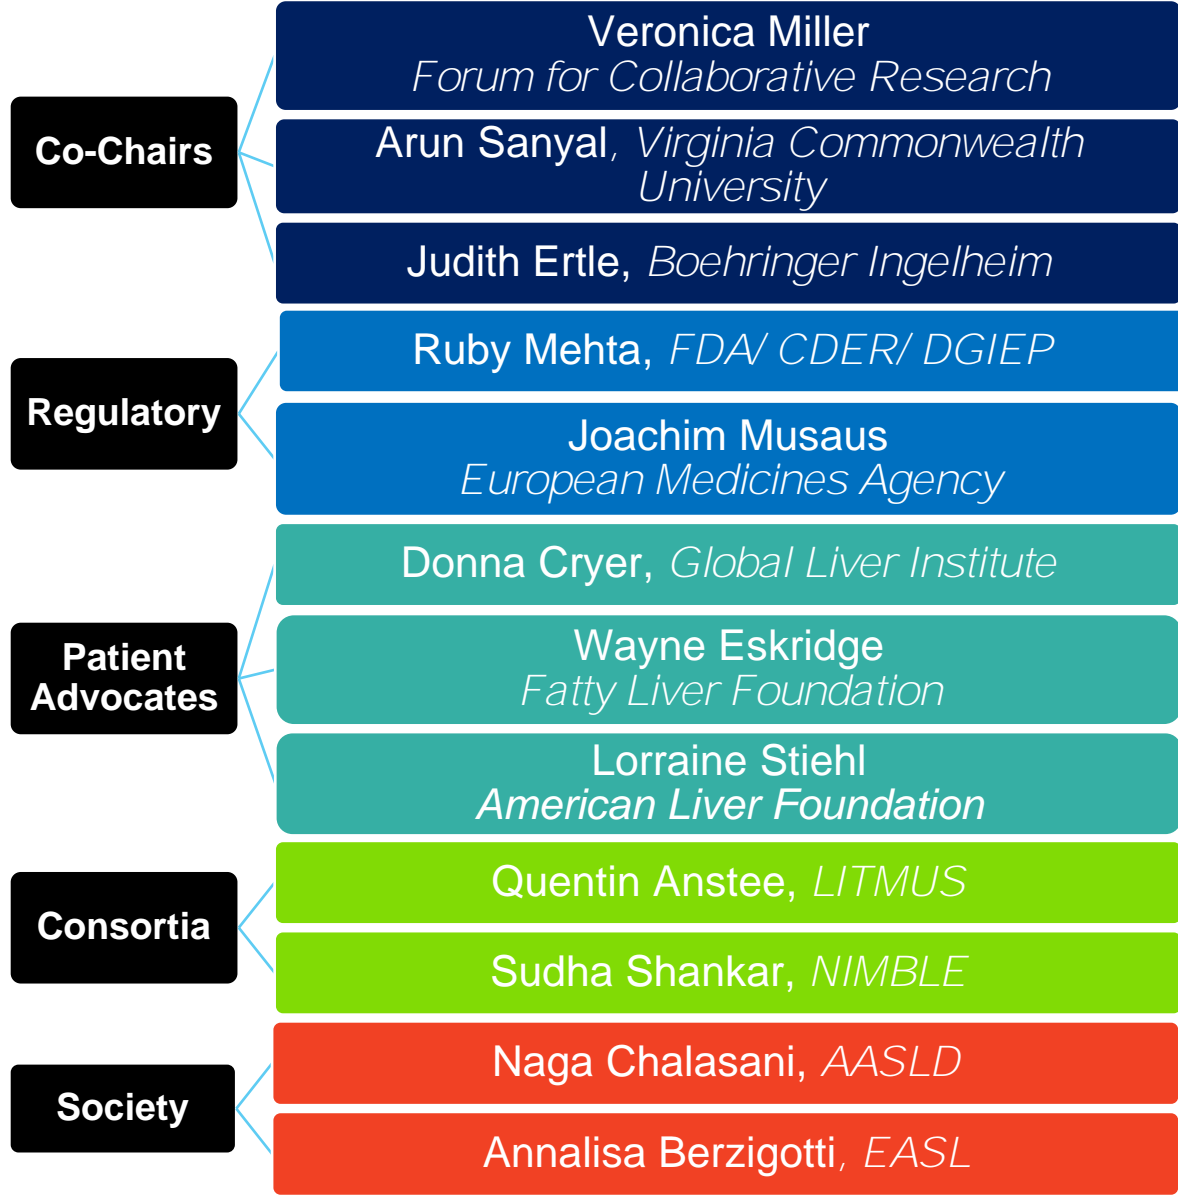 Co-Chairs
Veronica Miller
Forum for Collaborative Research
Arun Sanyal, Virginia Commonwealth
University
Judith Ertle, Boehringer Ingelheim
Regulatory
Ruby Mehta, FDA/ CDER/ DGIEP
Joachim Musaus
European Medicines Agency
Patient
Advocates
Donna Cryer, Global Liver Institute
Wayne Eskridge
Fatty Liver Foundation
Lorraine Stiehl
American Liver Foundation
Consortia
Quentin Anstee, LITMUS
Sudha Shankar, NIMBLE
Society
Naga Chalasani, AASLD
Annalisa Berzigotti, EASL